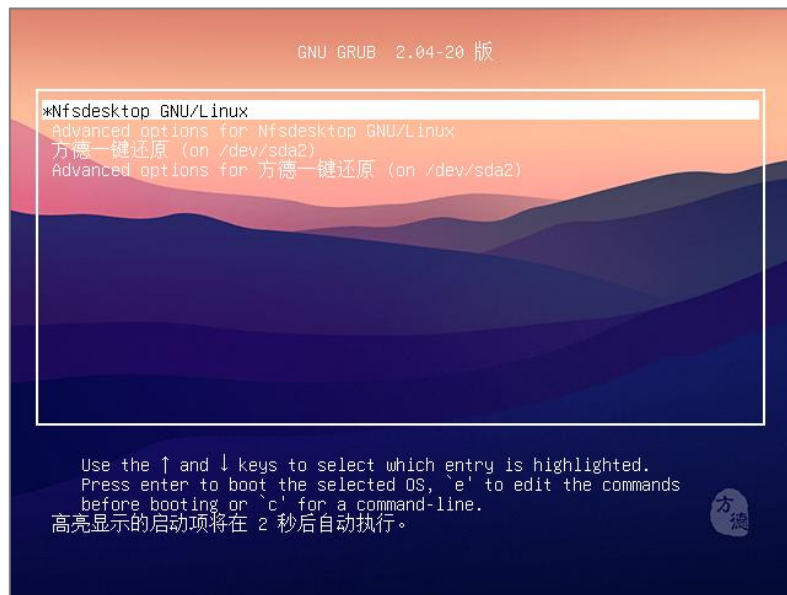 GNU GRUB  2.04-20 版
*Nfsdesktop GNU/Linux
Advanced options for Nfsdesktop GNU/Linux
方德一键还原 (on /dev/sda2)
Advanced options for 方德一键还原 (on /dev/sda2)
Use the ↑ and ↓ keys to select which entry is highlighted.
Press enter to boot the selected OS, `e' to edit the commands
before booting or `c' for a command-line.
高亮显示的启动项将在 2 秒后自动执行。
方德